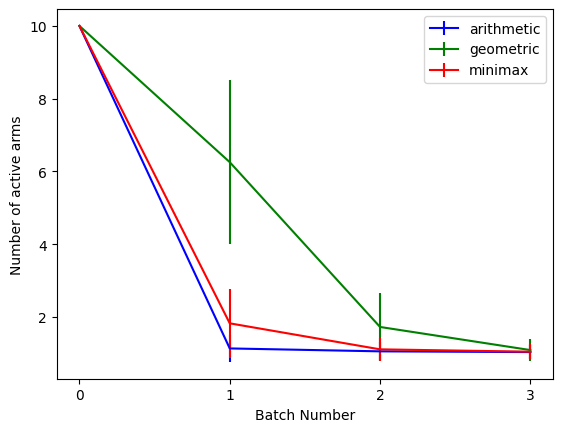 10
8
6
4
2
0
1
2
3
Number of active arms
Batch Number
arithmetic
geometric
minimax